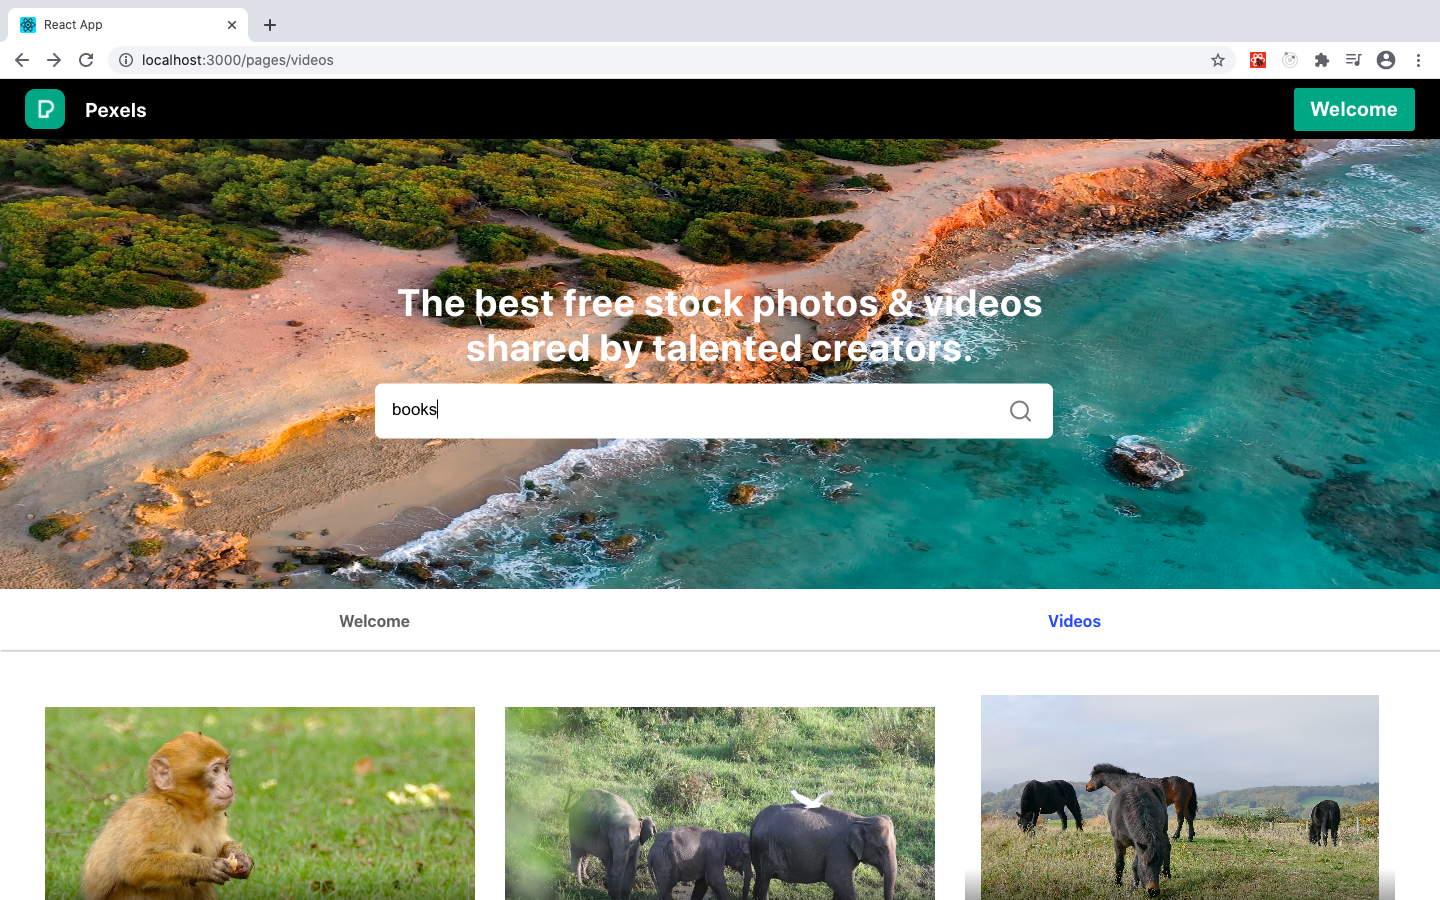 React App
localhost:3000/pages/videos
Pexels
Welcome
The best free stock photos & videos
shared by talented creators.
books
Welcome
Videos